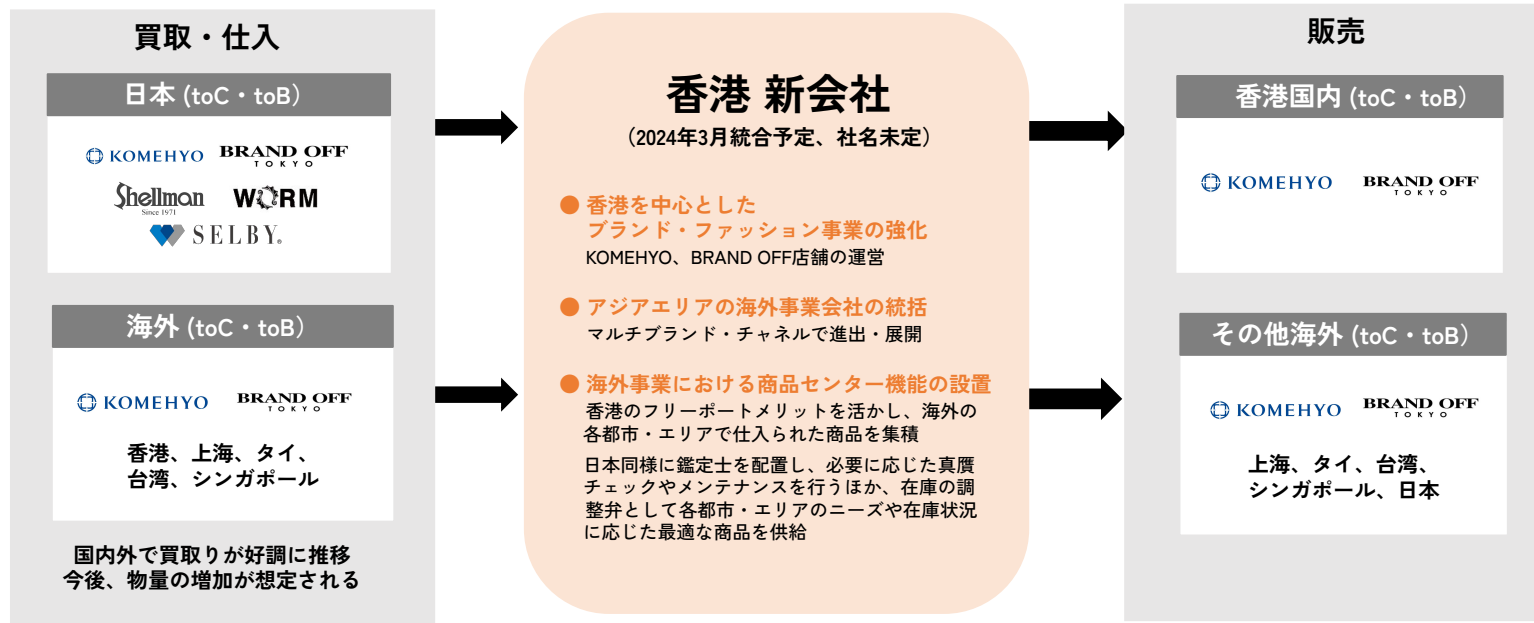 買取・仕入
日本 (toC・toB)
KOMEHYO
BRAND OFF
TOKYO
Shellman
Since 1971
WORM
SELBY®
海外 (toC・toB)
KOMEHYO
BRAND OFF
TOKYO
香港、上海、タイ、
台湾、シンガポール
国内外で買取りが好調に推移
今後、物量の増加が想定される
香港 新会社
(2024年3月統合予定、社名未定)
● 香港を中心とした
ブランド・ファッション事業の強化
KOMEHYO、BRAND OFF店舗の運営
● アジアエリアの海外事業会社の統括
マルチブランド・チャネルで進出・展開
● 海外事業における商品センター機能の設置
香港のフリーポートメリットを活かし、海外の
各都市・エリアで仕入られた商品を集積
日本同様に鑑定士を配置し、必要に応じた真贋
チェックやメンテナンスを行うほか、在庫の調
整弁として各都市・エリアのニーズや在庫状況
に応じた最適な商品を供給
販売
香港国内 (toC・toB)
KOMEHYO
BRAND OFF
TOKYO
その他海外 (toC・toB)
KOMEHYO
BRAND OFF
TOKYO
上海、タイ、台湾、
シンガポール、日本